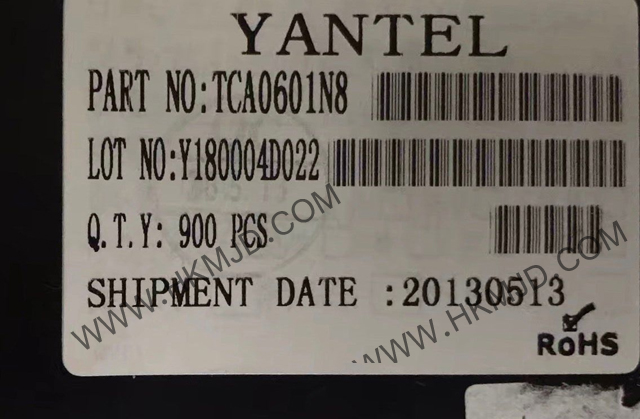 YANTEL
PART NO:TCA0601N8
LOT NO:Y180004D022
Q.T.Y: 900 PCS
SHIPMENT DATE :20130513
RoHS
WWW.HKMJD.COM
WWW.HKMJD.COM